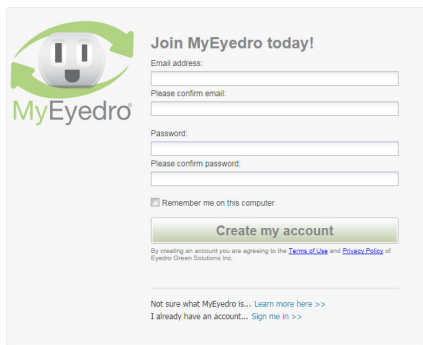 Join MyEyedro today!
Email address:
Please confirm email:
MyEyedro®
Password:
Please confirm password:
Remember me on this computer
Create my account
By creating an account you are agreeing to the Terms of Use and Privacy Policy of
Eyedro Green Solutions Inc.
Not sure what MyEyedro is... Learn more here >>
I already have an account... Sign me in >>